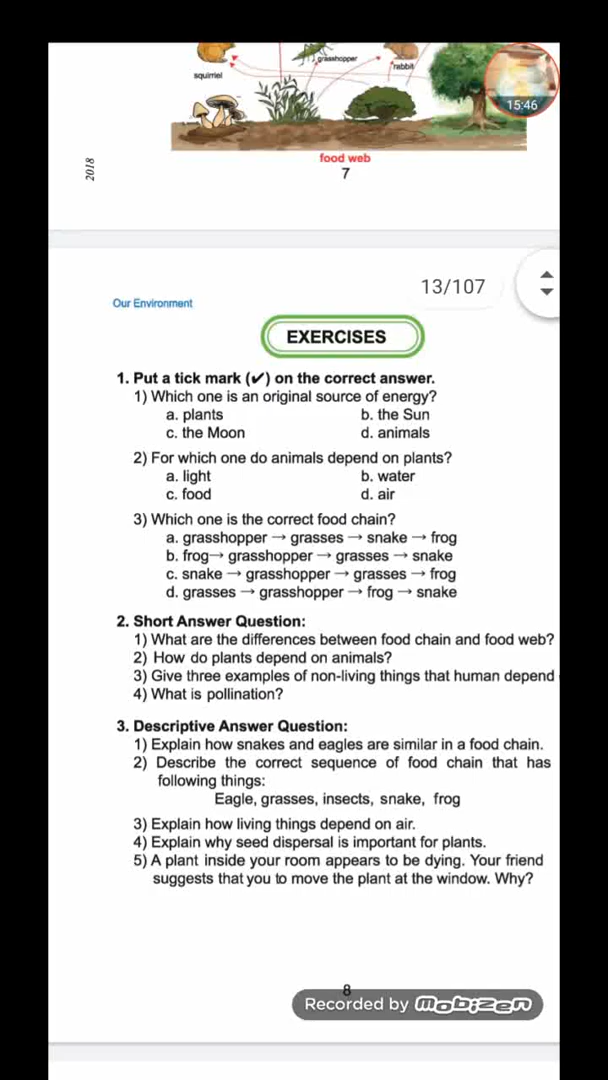 grasshopper
rabbit
squirriel
15:46
food web
7
2018
13/107
Our Environment
EXERCISES
1. Put a tick mark (✔) on the correct answer.
1) Which one is an original source of energy?
a. plants b. the Sun
c. the Moon d. animals
2) For which one do animals depend on plants?
a. light b. water
c. food d. air
3) Which one is the correct food chain?
a. grasshopper → grasses → snake → frog
b. frog→ grasshopper → grasses → snake
c. snake → grasshopper → grasses → frog
d. grasses → grasshopper → frog → snake
2. Short Answer Question:
1) What are the differences between food chain and food web?
2) How do plants depend on animals?
3) Give three examples of non-living things that human depend
4) What is pollination?
3. Descriptive Answer Question:
1) Explain how snakes and eagles are similar in a food chain.
2) Describe the correct sequence of food chain that has
following things:
Eagle, grasses, insects, snake, frog
3) Explain how living things depend on air.
4) Explain why seed dispersal is important for plants.
5) A plant inside your room appears to be dying. Your friend
suggests that you to move the plant at the window. Why?
8
Recorded by mobizen